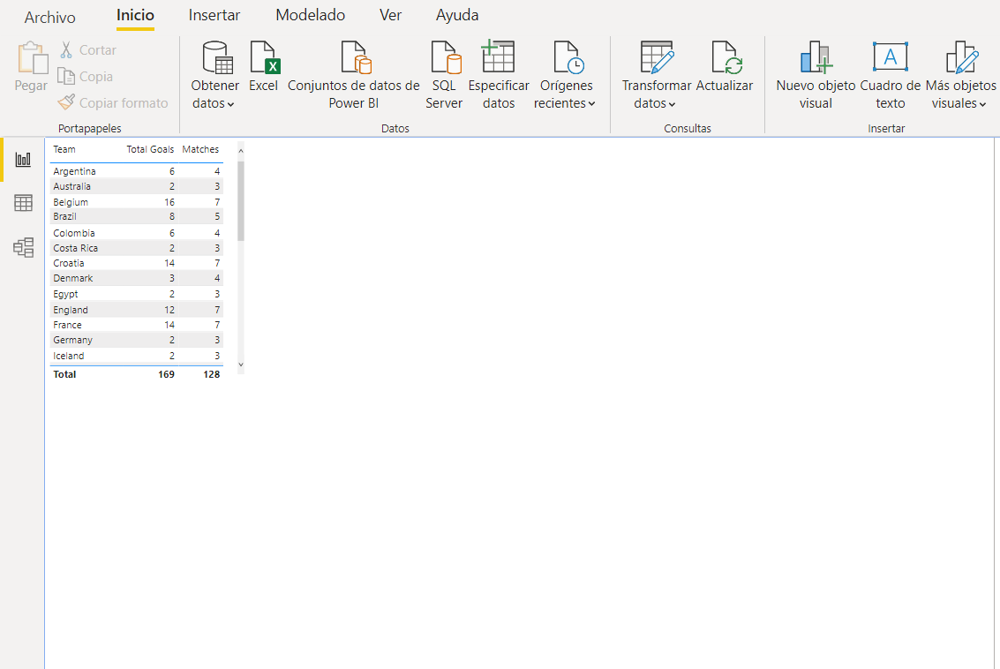 Archivo Inicio Insertar Modelado Ver Ayuda
Pegar
Cortar
Copia
Copiar formato
Portapapeles
Obtener datos
Excel
Conjuntos de datos de Power BI
SQL Server
Especificar datos
Orígenes recientes
Datos
Transformar datos
Actualizar
Consultas
Nuevo objeto visual
Cuadro de texto
A
Más objetos visuales
Insertar
Team Total Goals Matches
Argentina 6 4
Australia 2 3
Belgium 16 7
Brazil 8 5
Colombia 6 4
Costa Rica 2 3
Croatia 14 7
Denmark 3 4
Egypt 2 3
England 12 7
France 14 7
Germany 2 3
Iceland 2 3
Total 169 128